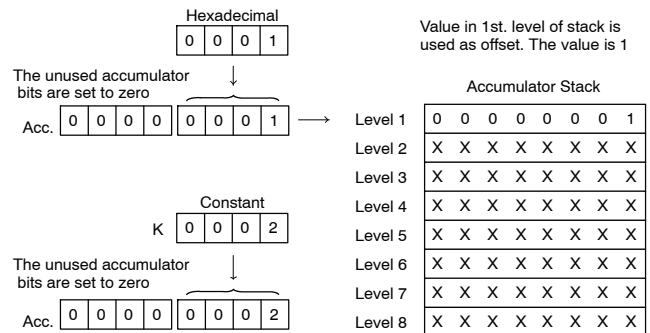 Hexadecimal
0 0 0 1
Value in 1st. level of stack is
used as offset. The value is 1
The unused accumulator
bits are set to zero
Acc. 0 0 0 0 0 0 0 1
Accumulator Stack
Level 1 0 0 0 0 0 0 0 1
Level 2 X X X X X X X X
Level 3 X X X X X X X X
Level 4 X X X X X X X X
Level 5 X X X X X X X X
Level 6 X X X X X X X X
Level 7 X X X X X X X X
Level 8 X X X X X X X X
Constant
K 0 0 0 2
The unused accumulator
bits are set to zero
Acc. 0 0 0 0 0 0 0 2